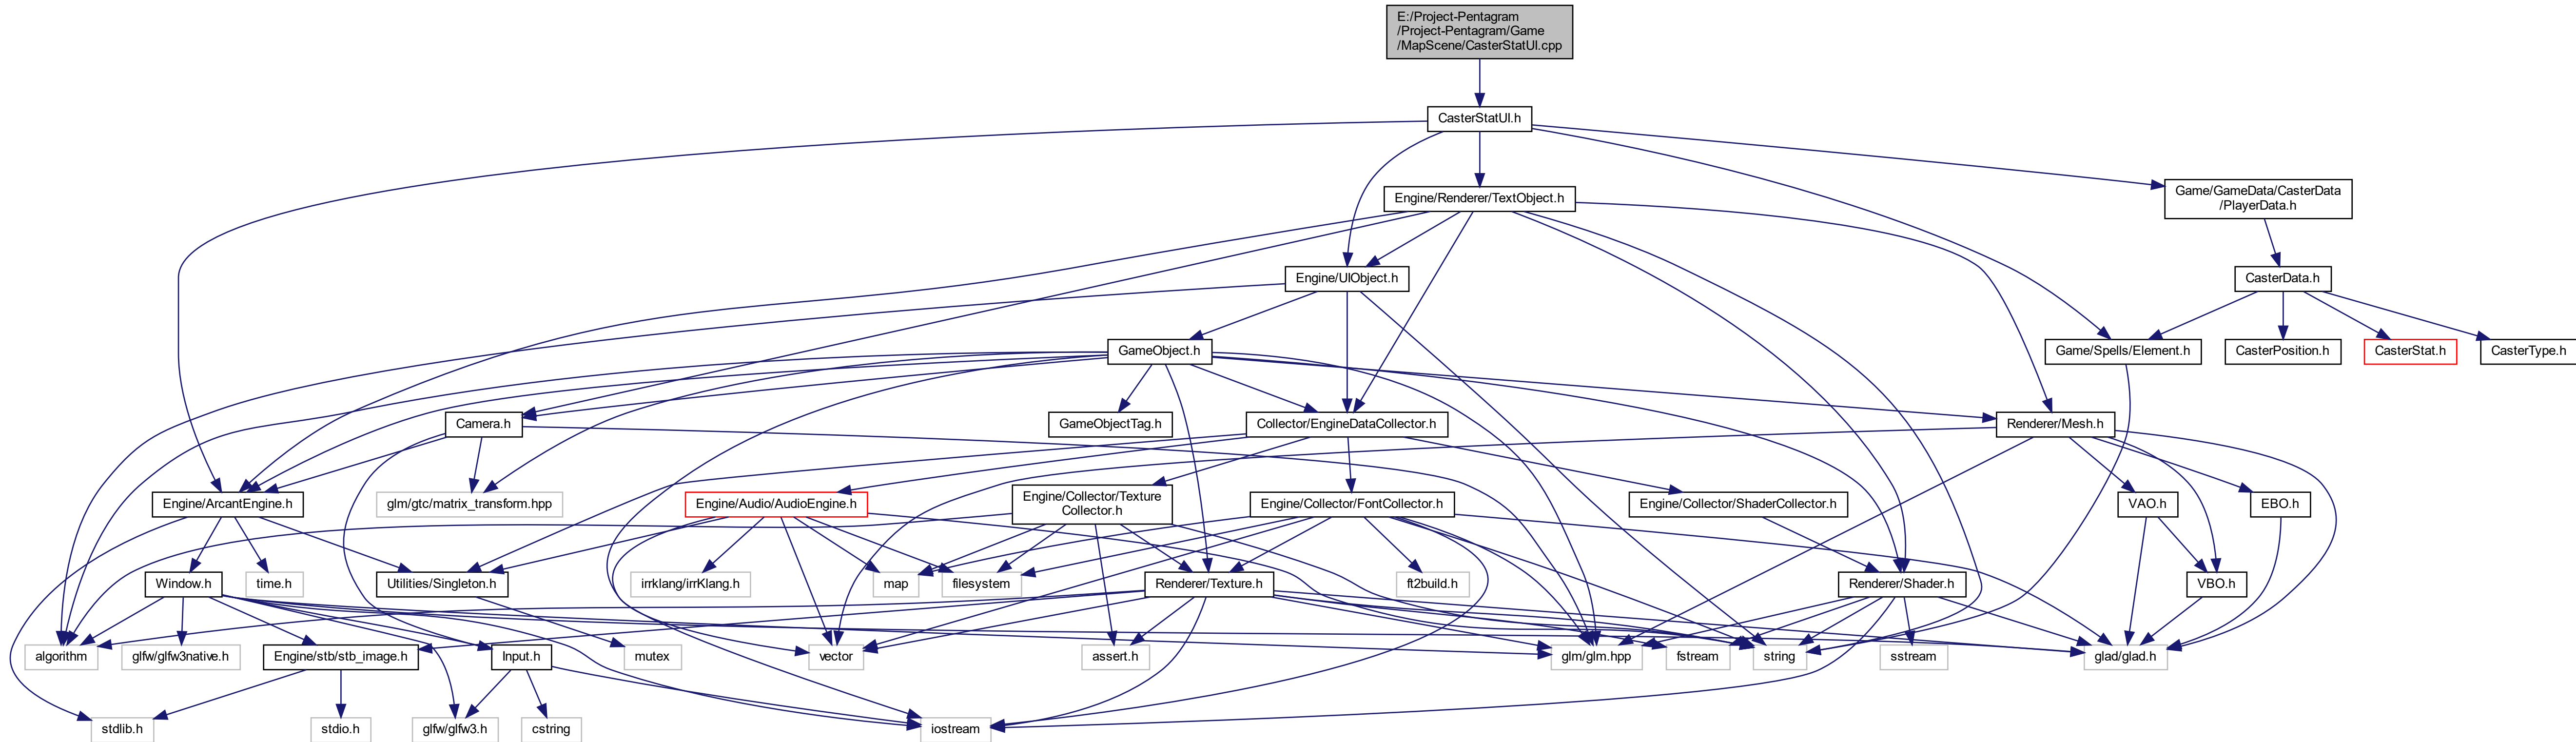 E:/Project-Pentagram
/Project-Pentagram/Game
/MapScene/CasterStatUI.cpp
CasterStatUI.h
Engine/Renderer/TextObject.h
Game/GameData/CasterData
/PlayerData.h
Engine/UIObject.h
CasterData.h
GameObject.h
Game/Spells/Element.h
CasterPosition.h
CasterStat.h
CasterType.h
Camera.h
GameObjectTag.h
Collector/EngineDataCollector.h
Renderer/Mesh.h
Engine/ArcantEngine.h
glm/gtc/matrix_transform.hpp
Engine/Audio/AudioEngine.h
Engine/Collector/Texture
Collector.h
Engine/Collector/FontCollector.h
Engine/Collector/ShaderCollector.h
VAO.h
EBO.h
Window.h
time.h
Utilities/Singleton.h
irrklang/irrKlang.h
map
filesystem
Renderer/Texture.h
ft2build.h
Renderer/Shader.h
VBO.h
algorithm
glfw/glfw3native.h
Engine/stb/stb_image.h
Input.h
mutex
vector
assert.h
glm/glm.hpp
fstream
string
sstream
glad/glad.h
stdlib.h
stdio.h
glfw/glfw3.h
cstring
iostream